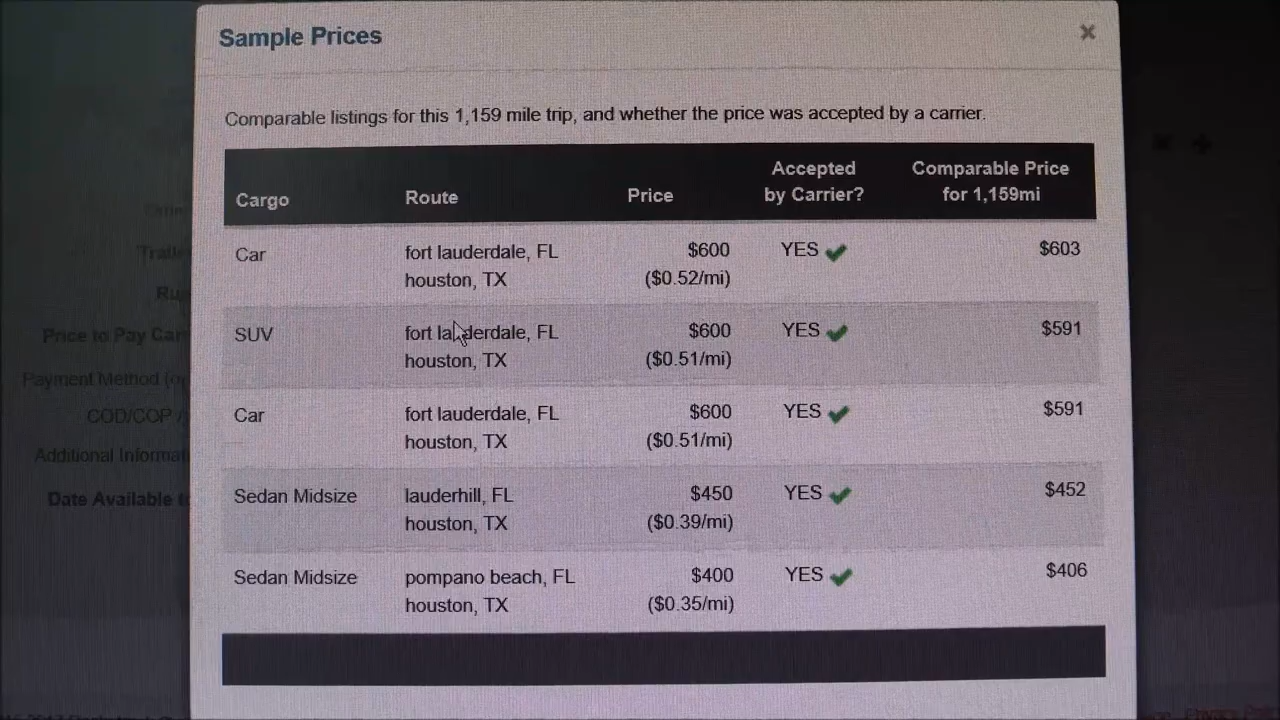 Sample Prices ×
Comparable listings for this 1,159 mile trip, and whether the price was accepted by a carrier.
Cargo Route Price Accepted by Carrier? Comparable Price for 1,159mi
Car fort lauderdale, FL $600 YES $603
houston, TX ($0.52/mi)
SUV fort lauderdale, FL $600 YES $591
houston, TX ($0.51/mi)
Car fort lauderdale, FL $600 YES $591
houston, TX ($0.51/mi)
Sedan Midsize lauderhill, FL $450 YES $452
houston, TX ($0.39/mi)
Sedan Midsize pompano beach, FL $400 YES $406
houston, TX ($0.35/mi)
Price to Pay
Payment Method
COD/COP
Additional
Date Available